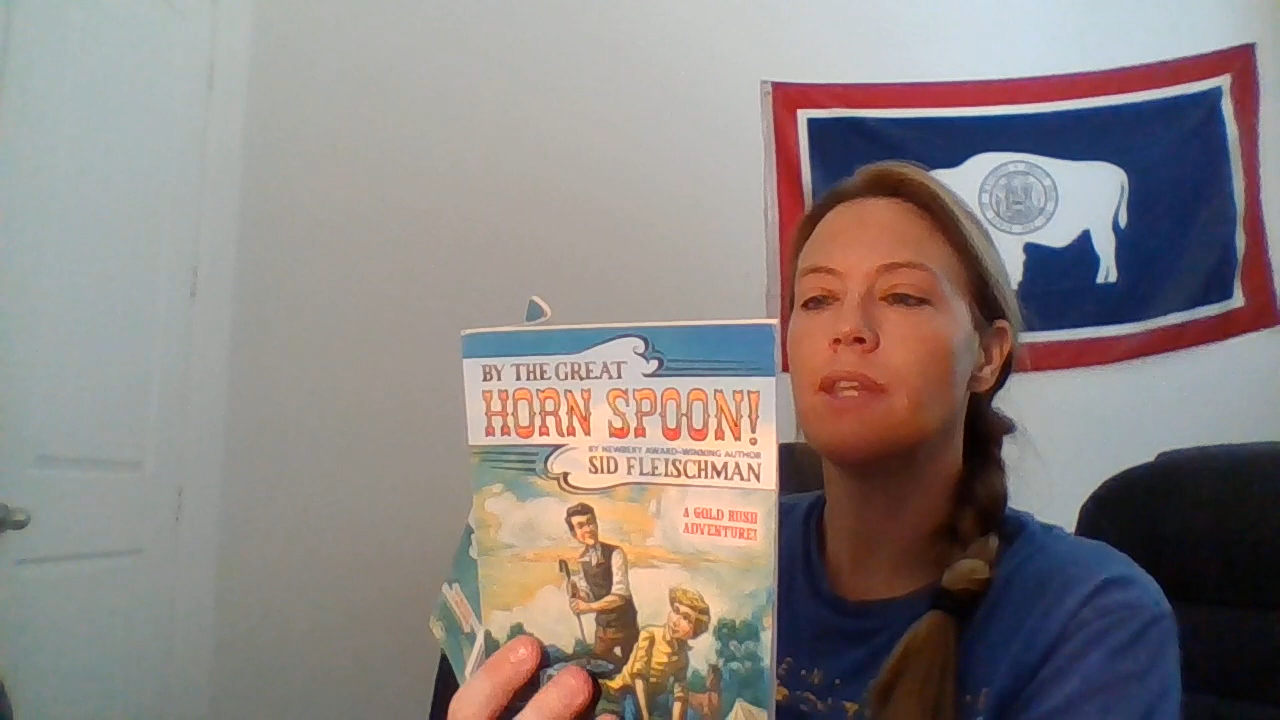 BY THE GREAT
HORN SPOON!
BY NEWBERY AWARD-WINNING AUTHOR
SID FLEISCHMAN
A GOLD RUSH
ADVENTURE!